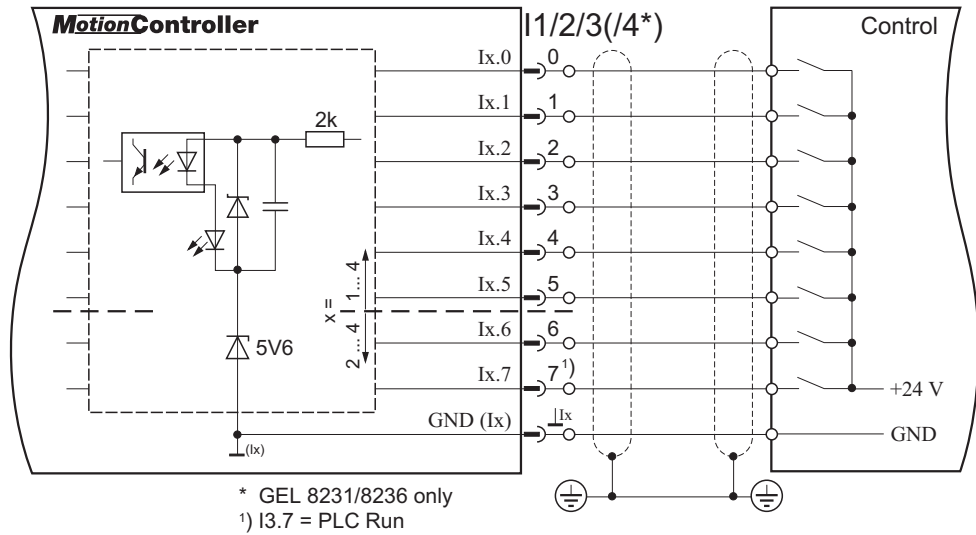 MotionController
I1/2/3(/4*)
Control
Ix.0 0
Ix.1 1
2k
Ix.2 2
Ix.3 3
Ix.4 4
Ix.5 5
x =
1 ... 4
2 ... 4
Ix.6 6
5V6
Ix.7 7 ¹)
+24 V
GND (Ix)
Ix
GND
(Ix)
* GEL 8231/8236 only
¹) I3.7 = PLC Run